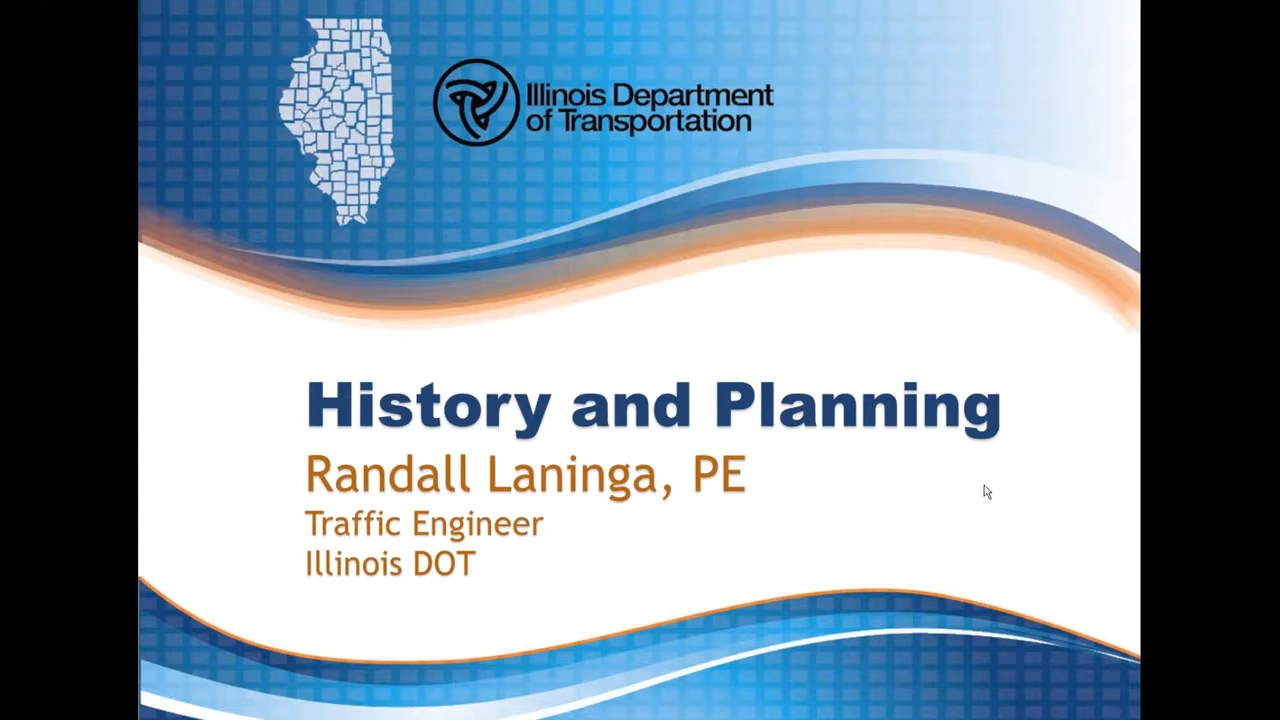 Illinois Department
of Transportation
History and Planning
Randall Laninga, PE
Traffic Engineer
Illinois DOT